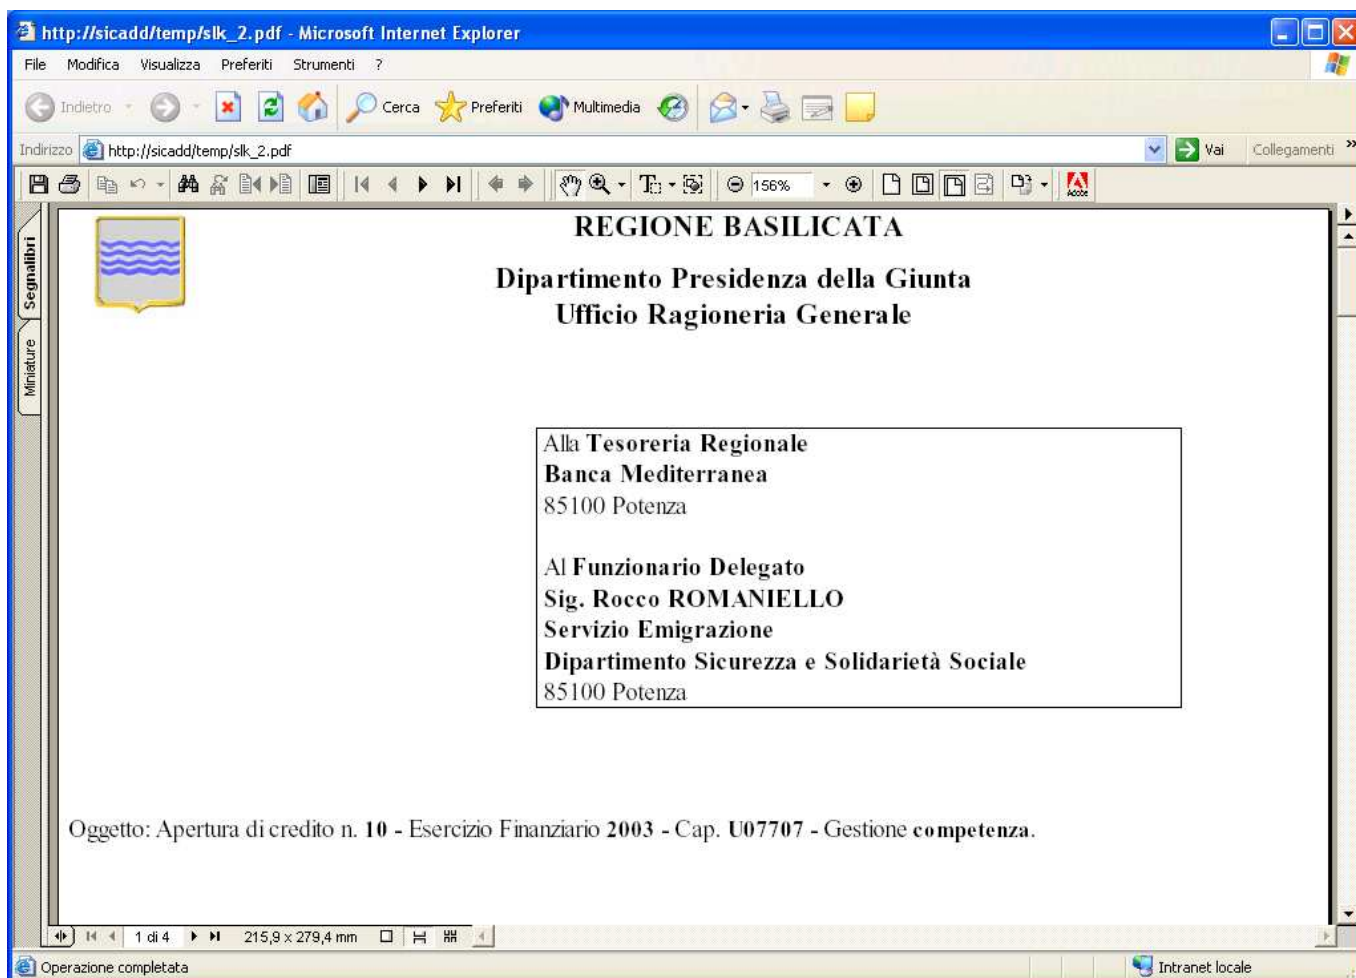 http://sicadd/temp/slk_2.pdf - Microsoft Internet Explorer
File Modifica Visualizza Preferiti Strumenti ?
Indietro Cerca Preferiti Multimedia
Indirizzo http://sicadd/temp/slk_2.pdf Vai Collegamenti »
156% Adobe
Segnalibri
Miniature
REGIONE BASILICATA
Dipartimento Presidenza della Giunta
Ufficio Ragioneria Generale
Alla Tesoreria Regionale
Banca Mediterranea
85100 Potenza
Al Funzionario Delegato
Sig. Rocco ROMANIELLO
Servizio Emigrazione
Dipartimento Sicurezza e Solidarietà Sociale
85100 Potenza
Oggetto: Apertura di credito n. 10 - Esercizio Finanziario 2003 - Cap. U07707 - Gestione competenza.
1 di 4 215,9 x 279,4 mm
Operazione completata Intranet locale